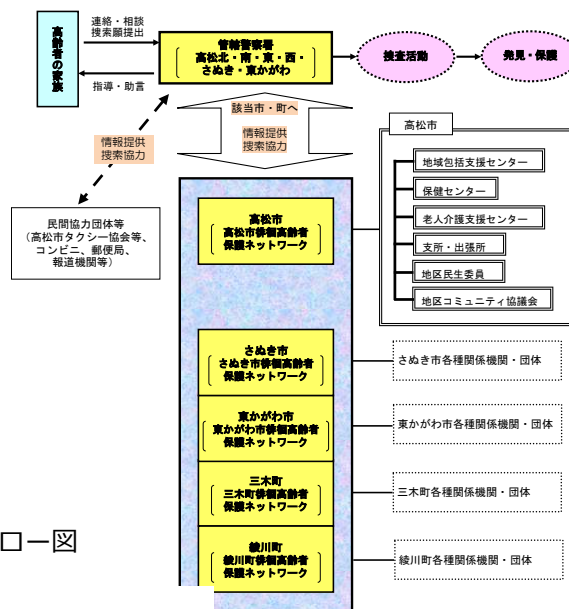 高齢者の家族
連絡・相談
捜索願提出
指導・助言
管轄警察署
高松北・南・東・西・
さぬき・東かがわ
捜査活動
発見・保護
該当市・町へ
情報提供
捜索協力
情報提供
捜索協力
民間協力団体等
（高松市タクシー協会等、
コンビニ、郵便局、
報道機関等）
高松市
高松市徘徊高齢者
保護ネットワーク
高松市
地域包括支援センター
保健センター
老人介護支援センター
支所・出張所
地区民生委員
地区コミュニティ協議会
さぬき市
さぬき市徘徊高齢者
保護ネットワーク
さぬき市各種関係機関・団体
東かがわ市
東かがわ市徘徊高齢者
保護ネットワーク
東かがわ市各種関係機関・団体
三木町
三木町徘徊高齢者
保護ネットワーク
三木町各種関係機関・団体
綾川町
綾川町徘徊高齢者
保護ネットワーク
綾川町各種関係機関・団体
ロー図